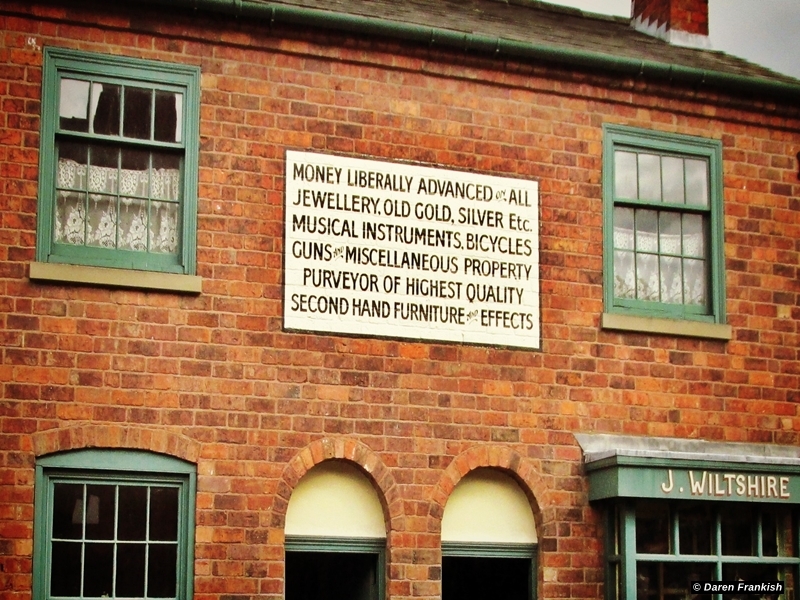 MONEY LIBERALLY ADVANCED ON ALL
JEWELLERY, OLD GOLD, SILVER Etc.
MUSICAL INSTRUMENTS, BICYCLES
GUNS AND MISCELLANEOUS PROPERTY
PURVEYOR OF HIGHEST QUALITY
SECOND HAND FURNITURE AND EFFECTS
J. WILTSHIRE
© Daren Frankish